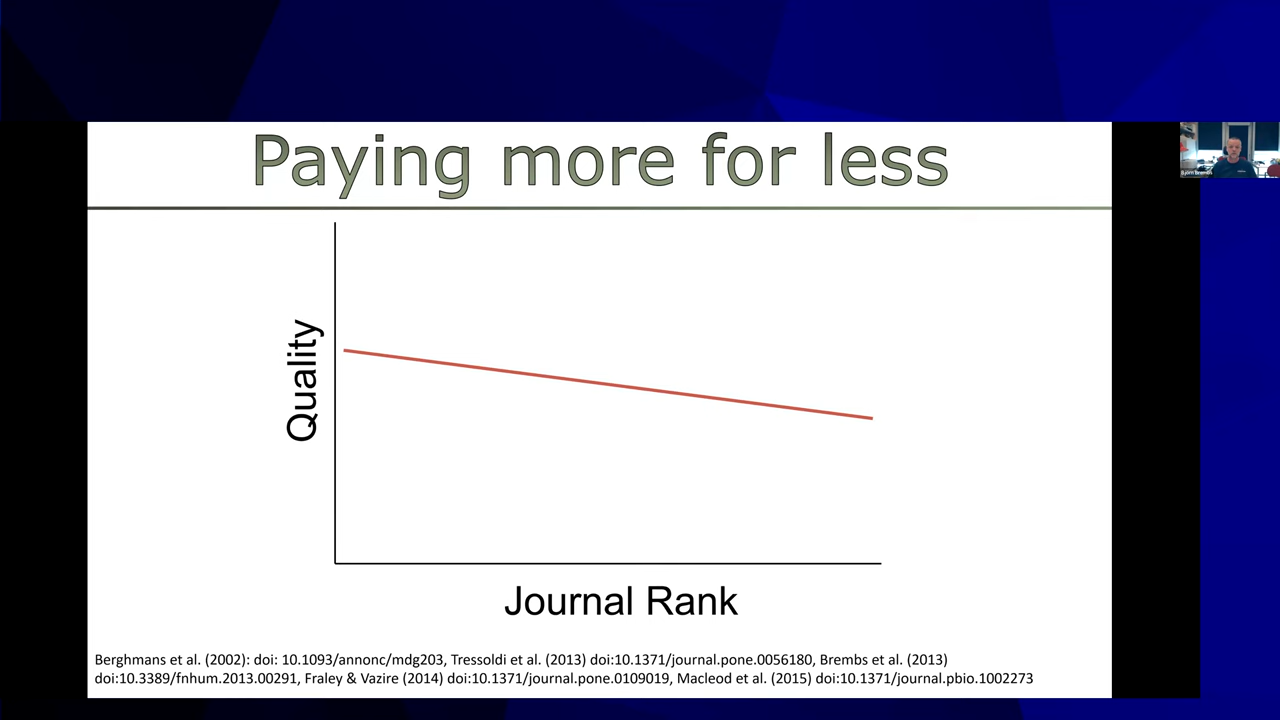 Paying more for less
Björn Brembs
Quality
Journal Rank
Berghmans et al. (2002): doi: 10.1093/annonc/mdg203, Tressoldi et al. (2013) doi:10.1371/journal.pone.0056180, Brembs et al. (2013)
doi:10.3389/fnhum.2013.00291, Fraley & Vazire (2014) doi:10.1371/journal.pone.0109019, Macleod et al. (2015) doi:10.1371/journal.pbio.1002273